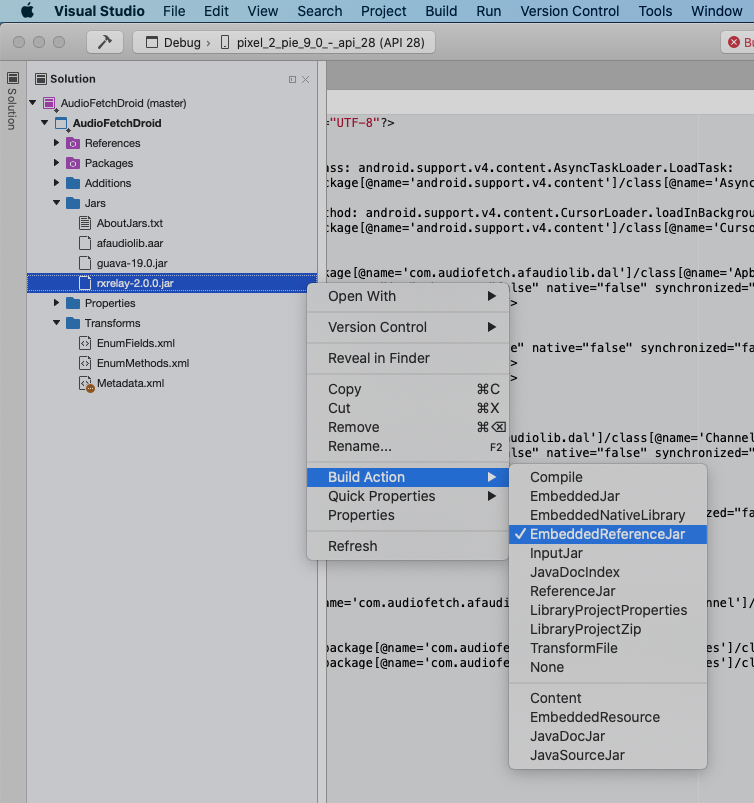 Visual Studio File Edit View Search Project Build Run Version Control Tools Window
Debug › pixel_2_pie_9_0_-_api_28 (API 28) Bu
Solution
Solution
AudioFetchDroid (master)
AudioFetchDroid
References
Packages
Additions
Jars
AboutJars.txt
afaudiolib.aar
guava-19.0.jar
rxrelay-2.0.0.jar
Properties
Transforms
EnumFields.xml
EnumMethods.xml
Metadata.xml
="UTF-8"?>
ass: android.support.v4.content.AsyncTaskLoader.LoadTask:
ckage[@name='android.support.v4.content']/class[@name='Async
thod: android.support.v4.content.CursorLoader.loadInBackgrou
ckage[@name='android.support.v4.content']/class[@name='Curso
kage[@name='com.audiofetch.afaudiolib.dal']/class[@name='Apb
"false" native="false" synchronized="
>
e" native="false" synchronized="fa
>
>
udiolib.dal']/class[@name='Channel
e" native="false" synchronized="
zed="fa
ame='com.audiofetch.afaudi
nnel']/
package[@name='com.audiofe
es']/cl
package[@name='com.audiofe
es']/cl
Open With
Version Control
Reveal in Finder
Copy ⌘C
Cut ⌘X
Remove ⌘⌫
Rename... F2
Build Action
Quick Properties
Properties
Refresh
Compile
EmbeddedJar
EmbeddedNativeLibrary
✓ EmbeddedReferenceJar
InputJar
JavaDocIndex
ReferenceJar
LibraryProjectProperties
LibraryProjectZip
TransformFile
None
Content
EmbeddedResource
JavaDocJar
JavaSourceJar